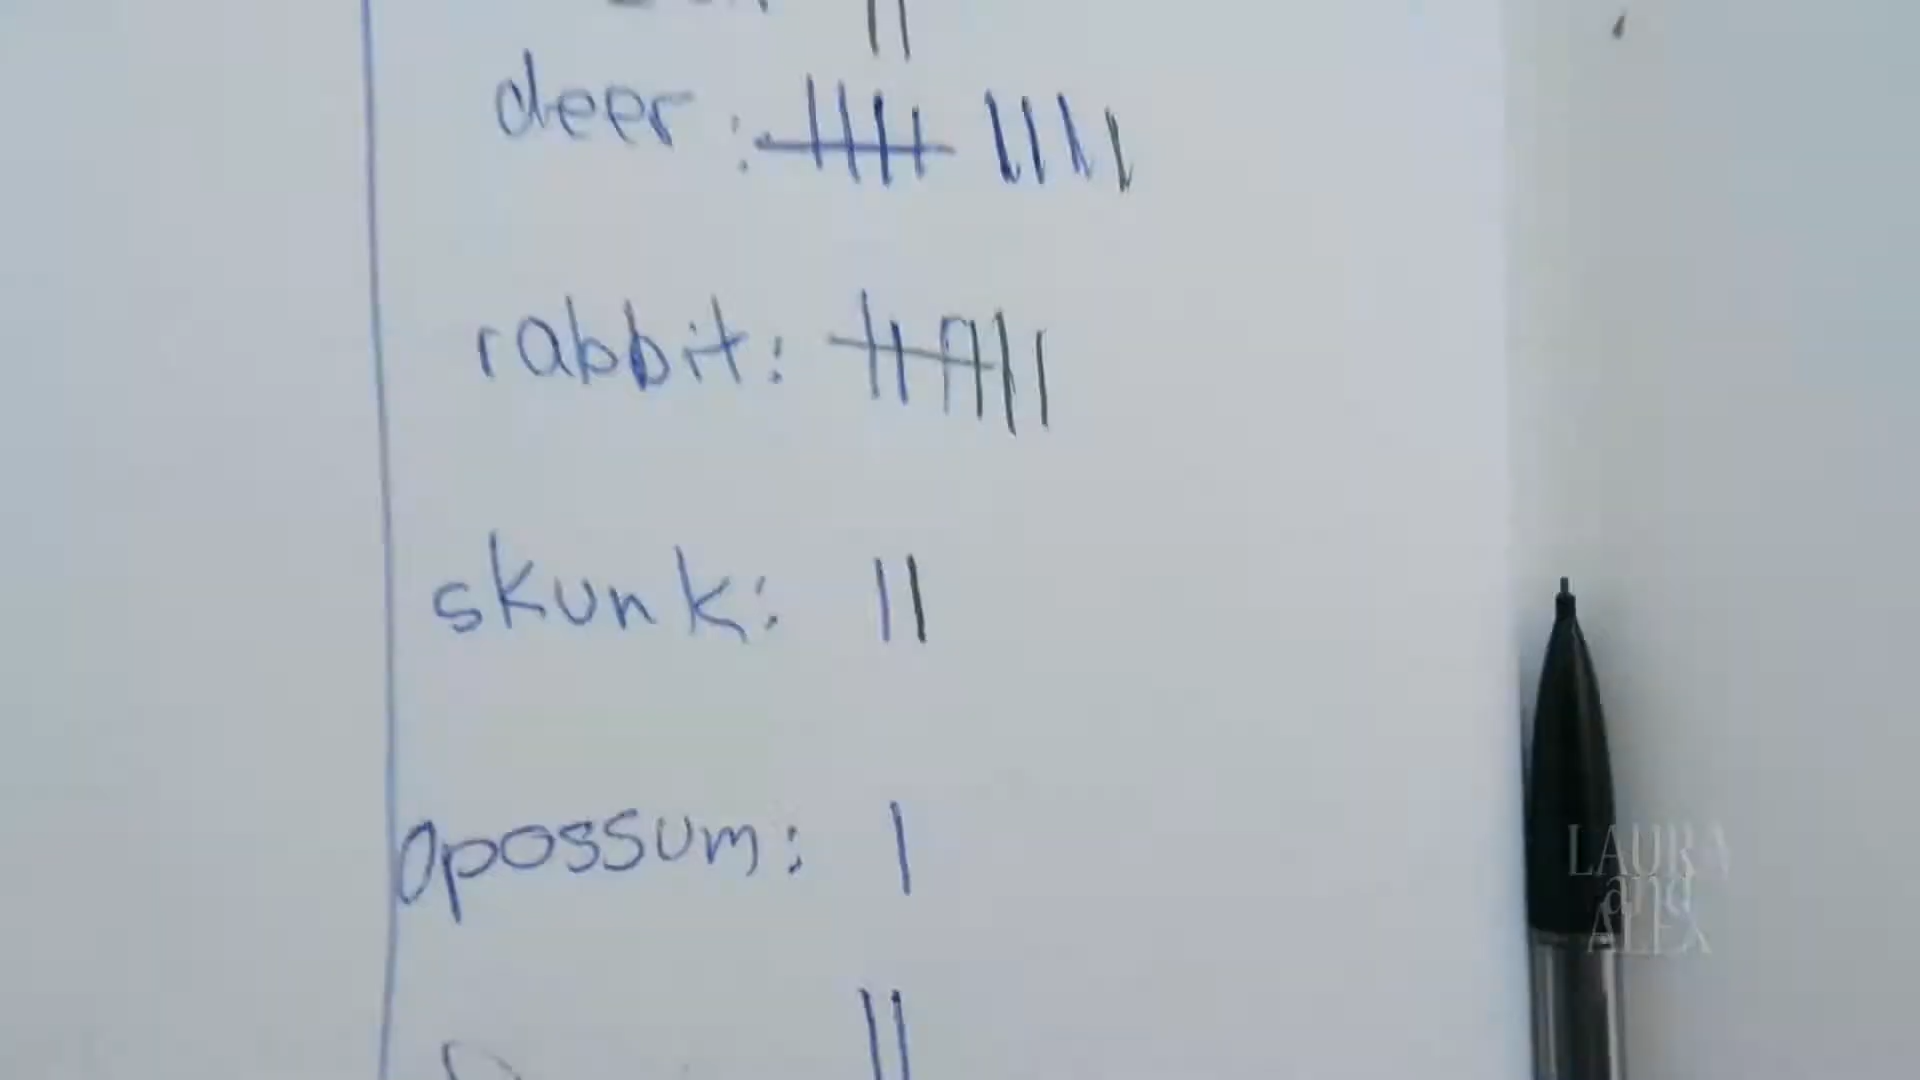 deer: |||| ||||
rabbit: |||| ||
skunk: ||
opossum: |
||
LAURA
and
ALEX